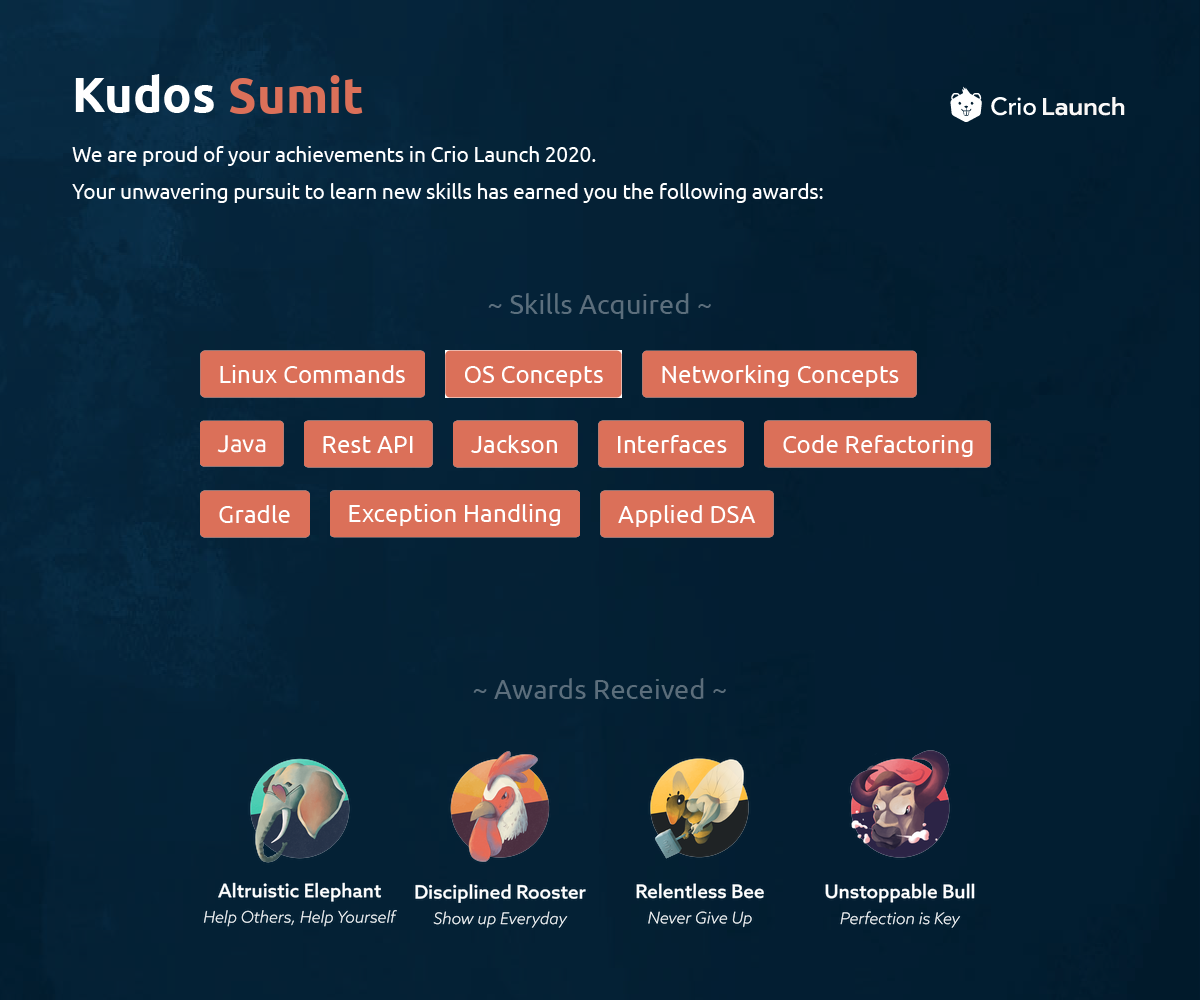 Kudos Sumit
Crio Launch
We are proud of your achievements in Crio Launch 2020.
Your unwavering pursuit to learn new skills has earned you the following awards:
~ Skills Acquired ~
Linux Commands OS Concepts Networking Concepts
Java Rest API Jackson Interfaces Code Refactoring
Gradle Exception Handling Applied DSA
~ Awards Received ~
Altruistic Elephant Disciplined Rooster Relentless Bee Unstoppable Bull
Help Others, Help Yourself Show up Everyday Never Give Up Perfection is Key